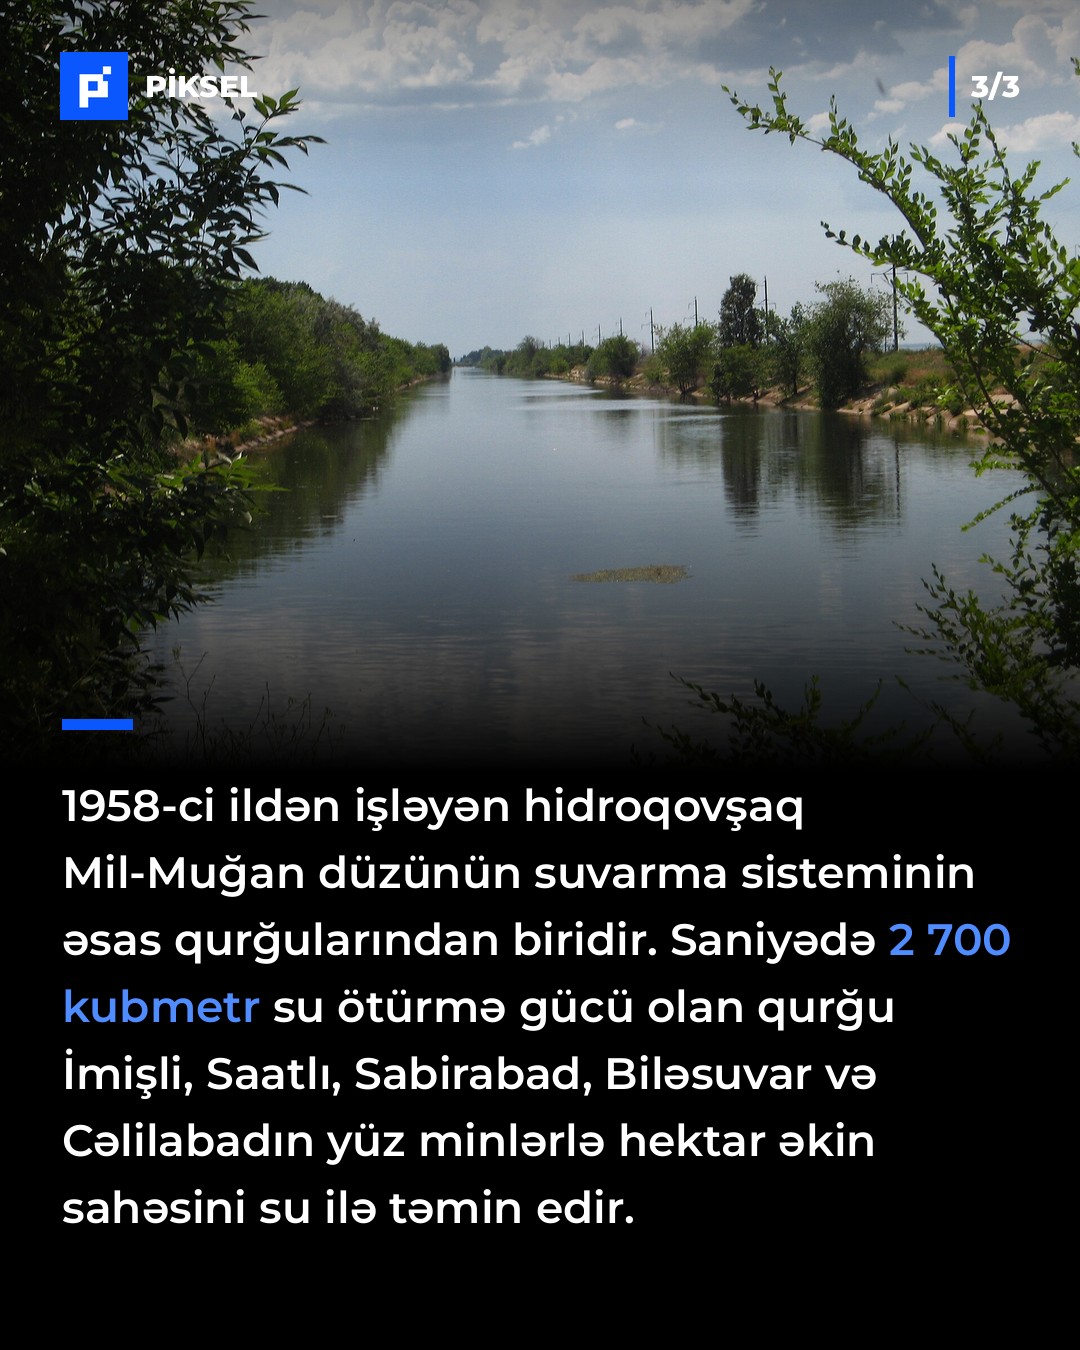 PİKSEL
3/3
1958-ci ildən işləyən hidroqovşaq
Mil-Muğan düzünün suvarma sisteminin
əsas qurğularından biridir. Saniyədə 2 700
kubmetr su ötürmə gücü olan qurğu
İmişli, Saatlı, Sabirabad, Biləsuvar və
Cəlilabadın yüz minlərlə hektar əkin
sahəsini su ilə təmin edir.